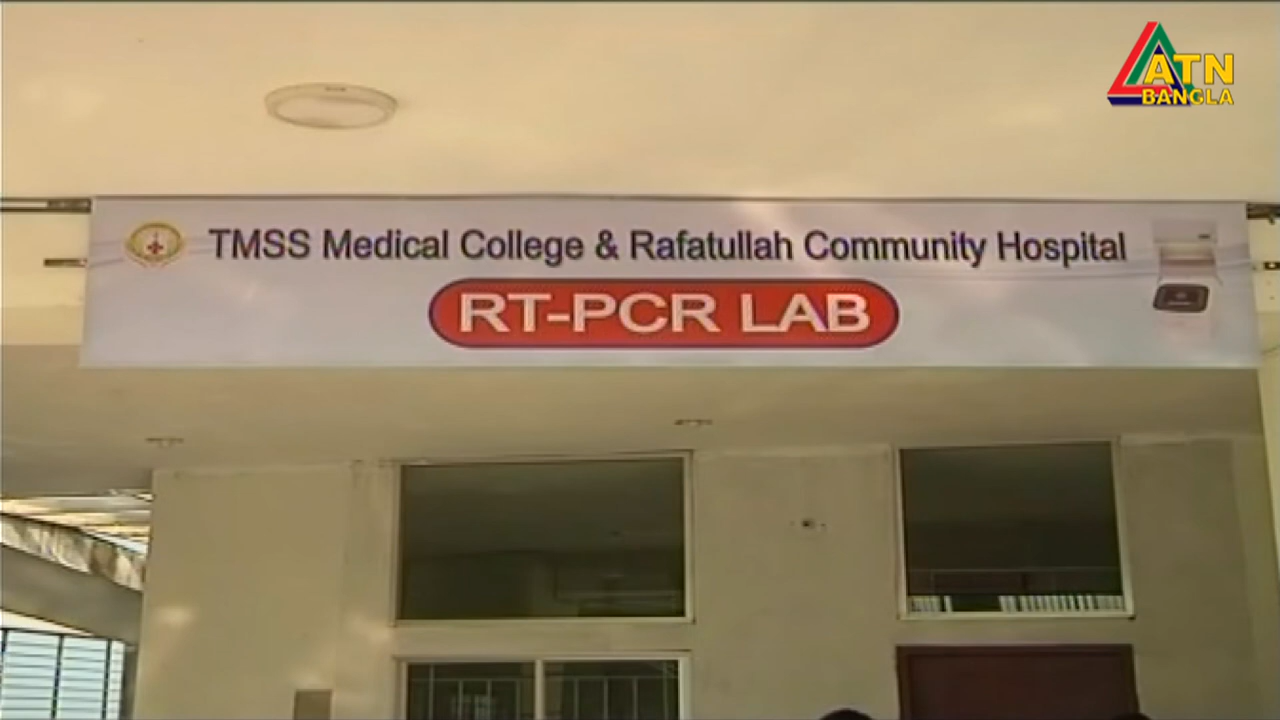 ATN
BANGLA
TMSS Medical College & Rafatullah Community Hospital
RT-PCR LAB